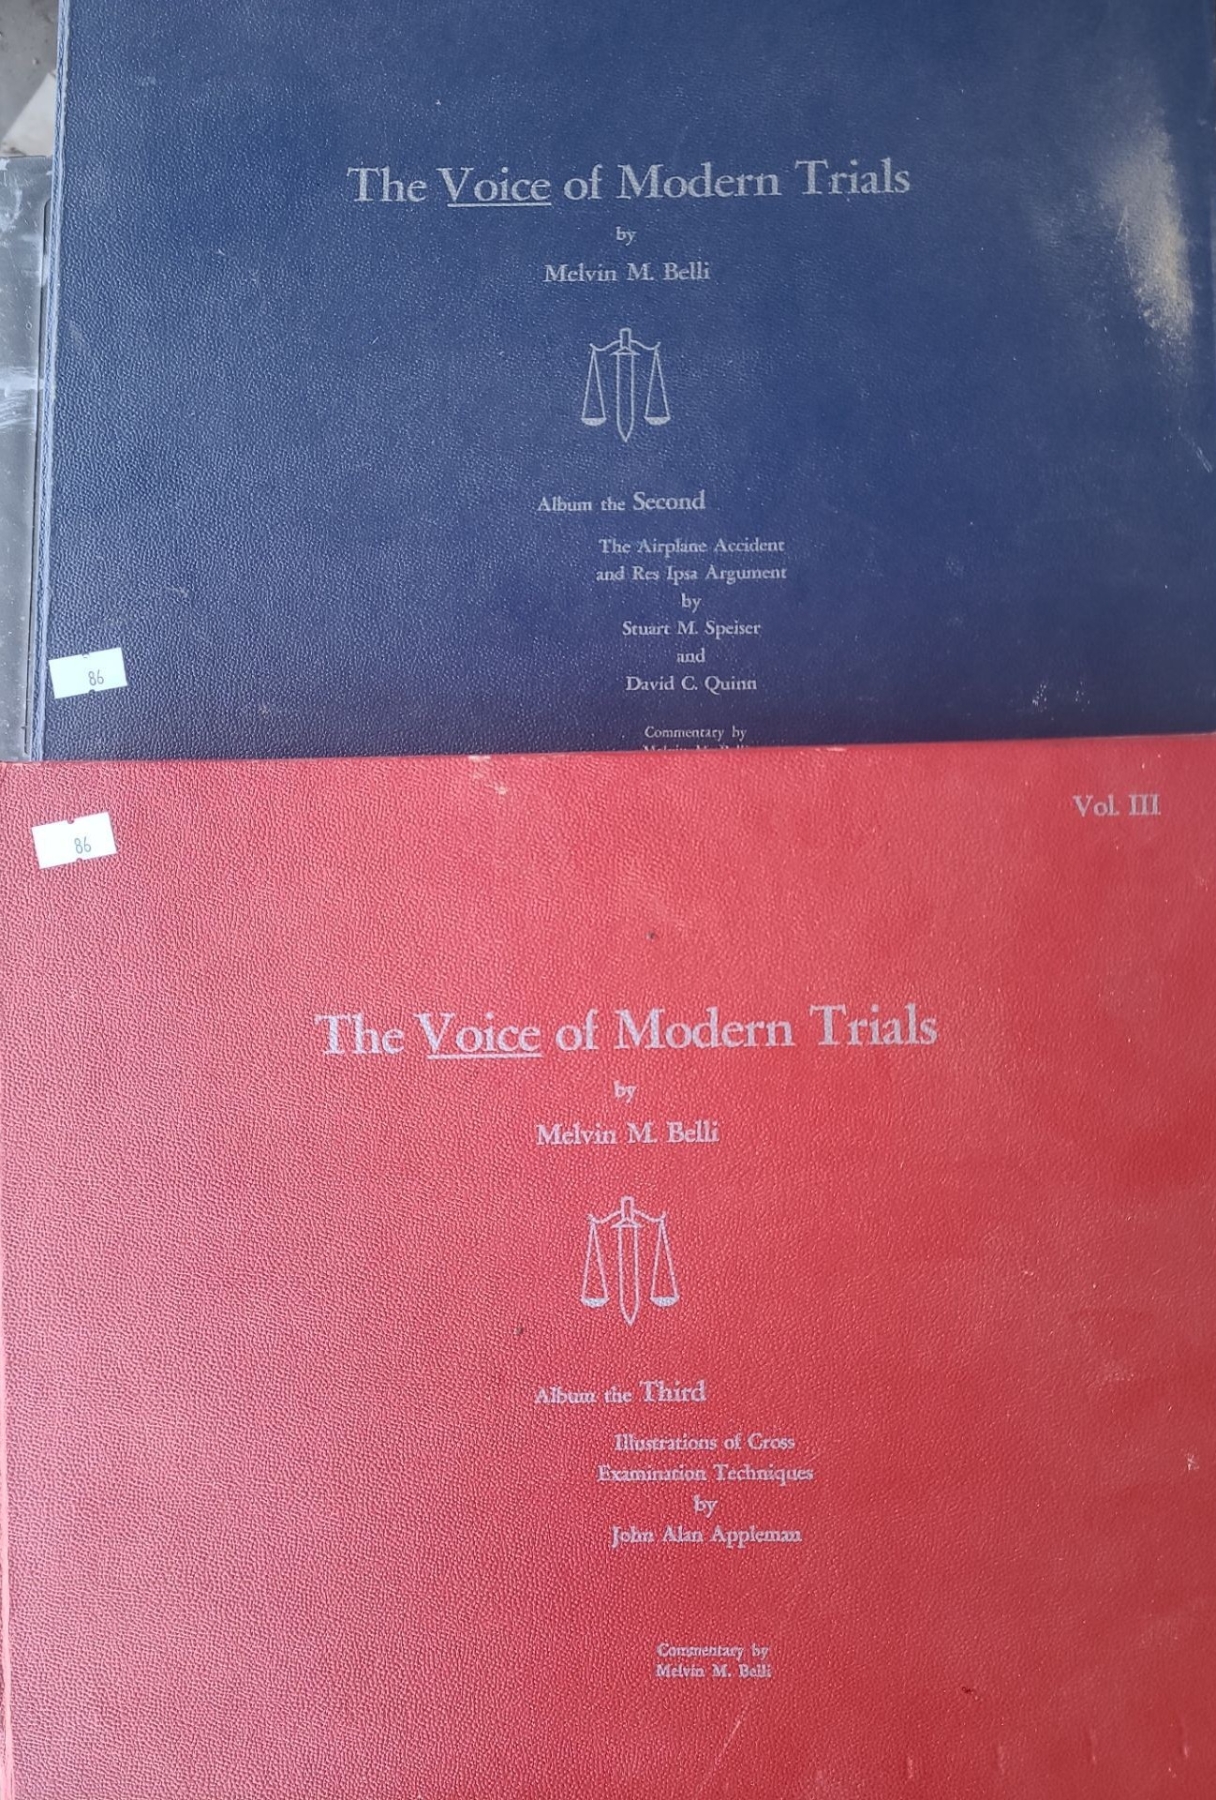 The Voice of Modern Trials
by
Melvin M. Belli
Album the Second
The Airplane Accident
and Res Ipsa Argument
by
Stuart M. Speiser
and
David C. Quinn
86
Commentary by
Melvin M. Belli
Vol. III
86
The Voice of Modern Trials
by
Melvin M. Belli
Album the Third
Illustrations of Cross
Examination Techniques
by
John Alan Appleman
Commentary by
Melvin M. Belli